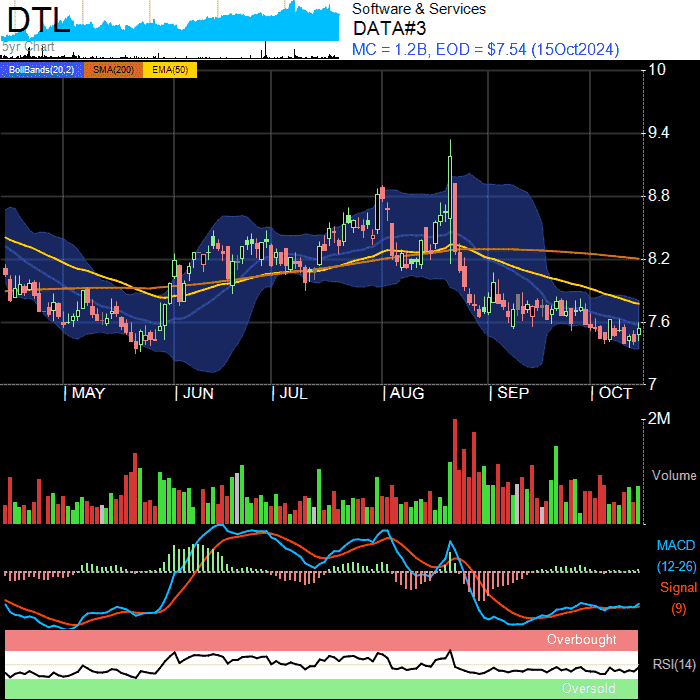 DTL
5yr Chart
Software & Services
DATA#3
MC = 1.2B, EOD = $7.54 (15Oct2024)
BollBands(20,2) SMA(200) EMA(50)
10
9.4
8.8
8.2
7.6
7
| MAY | JUN | JUL | AUG | SEP | OCT
2M
Volume
MACD
(12-26)
Signal
(9)
Overbought
RSI(14)
Oversold